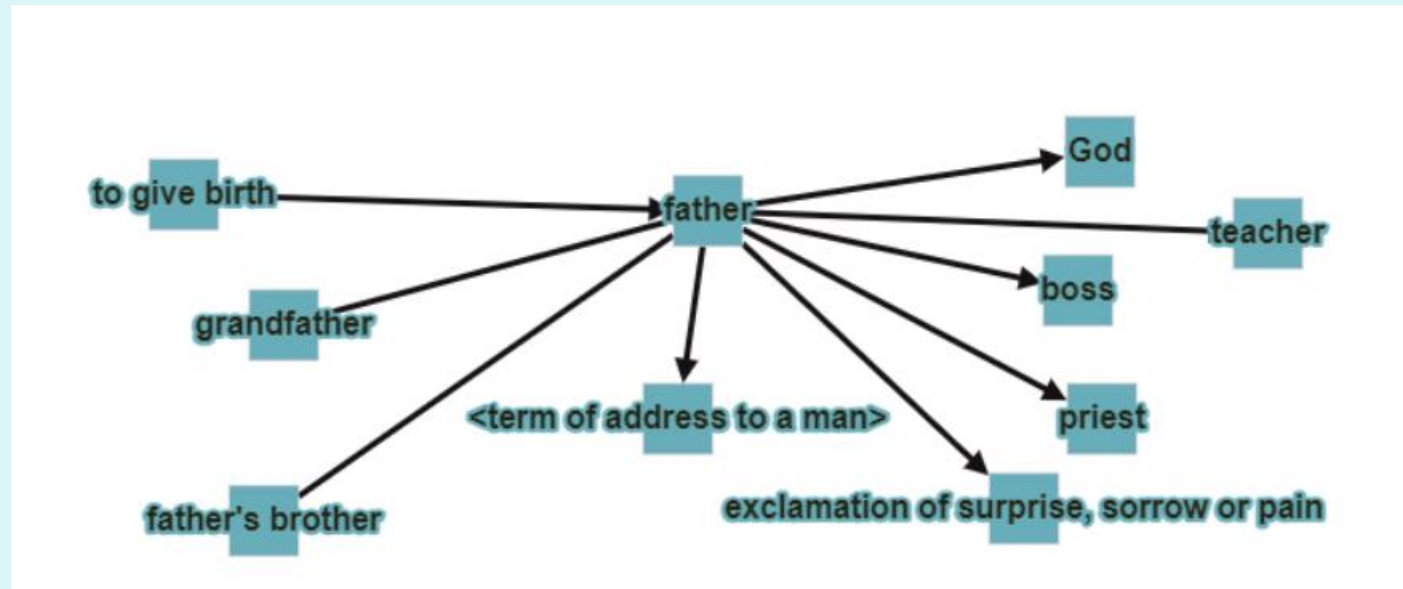 God
to give birth
father
teacher
boss
grandfather
<term of address to a man>
priest
exclamation of surprise, sorrow or pain
father's brother